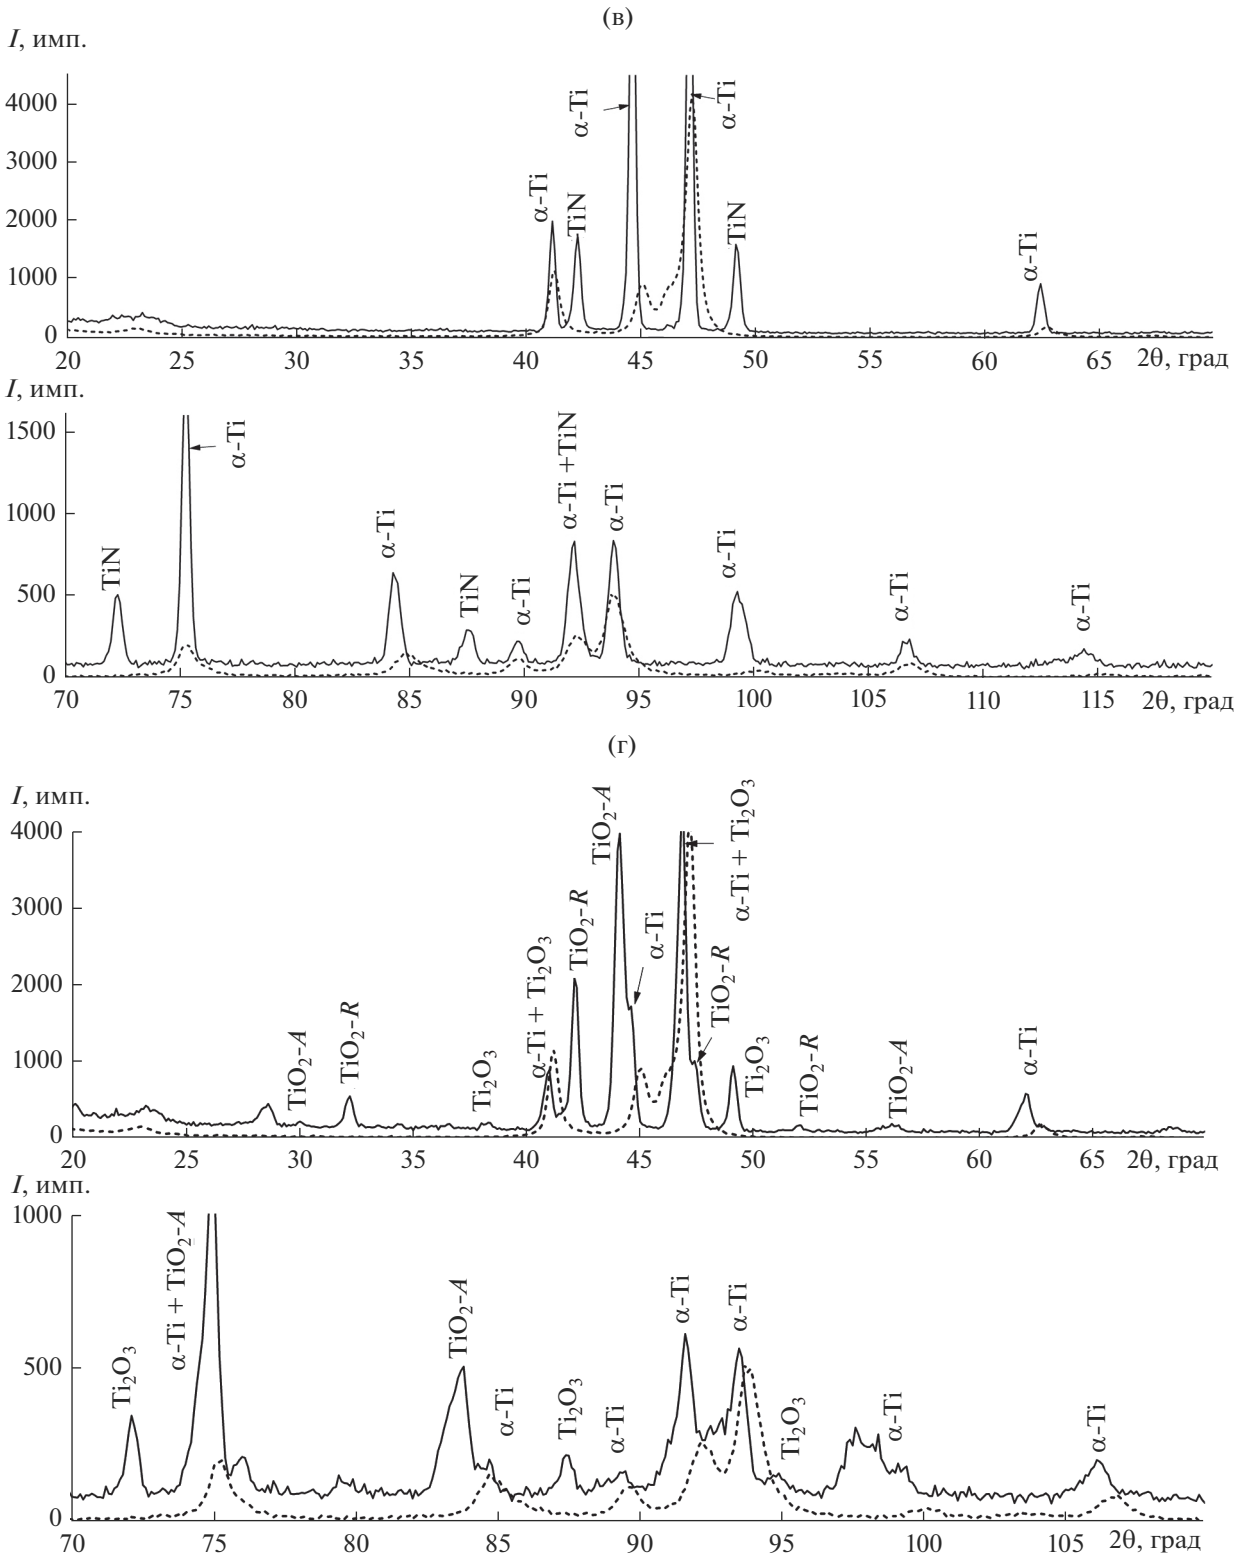 (в)
I, имп.
4000
3000
2000
1000
0
α-Ti
TiN
α-Ti
α-Ti
TiN
α-Ti
20 25 30 35 40 45 50 55 60 65 2θ, град
I, имп.
1500
1000
500
0
TiN
α-Ti
α-Ti
TiN
α-Ti
α-Ti +TiN
α-Ti
α-Ti
α-Ti
α-Ti
70 75 80 85 90 95 100 105 110 115 2θ, град
(г)
I, имп.
4000
3000
2000
1000
0
TiO₂-A
TiO₂-R
Ti₂O₃
α-Ti + Ti₂O₃
TiO₂-R
TiO₂-A
α-Ti
α-Ti + Ti₂O₃
TiO₂-R
Ti₂O₃
TiO₂-R
TiO₂-A
α-Ti
20 25 30 35 40 45 50 55 60 65 2θ, град
I, имп.
1000
500
0
Ti₂O₃
α-Ti + TiO₂-A
TiO₂-A
α-Ti
Ti₂O₃
α-Ti
α-Ti
α-Ti
Ti₂O₃
α-Ti
α-Ti
70 75 80 85 90 95 100 105 2θ, град